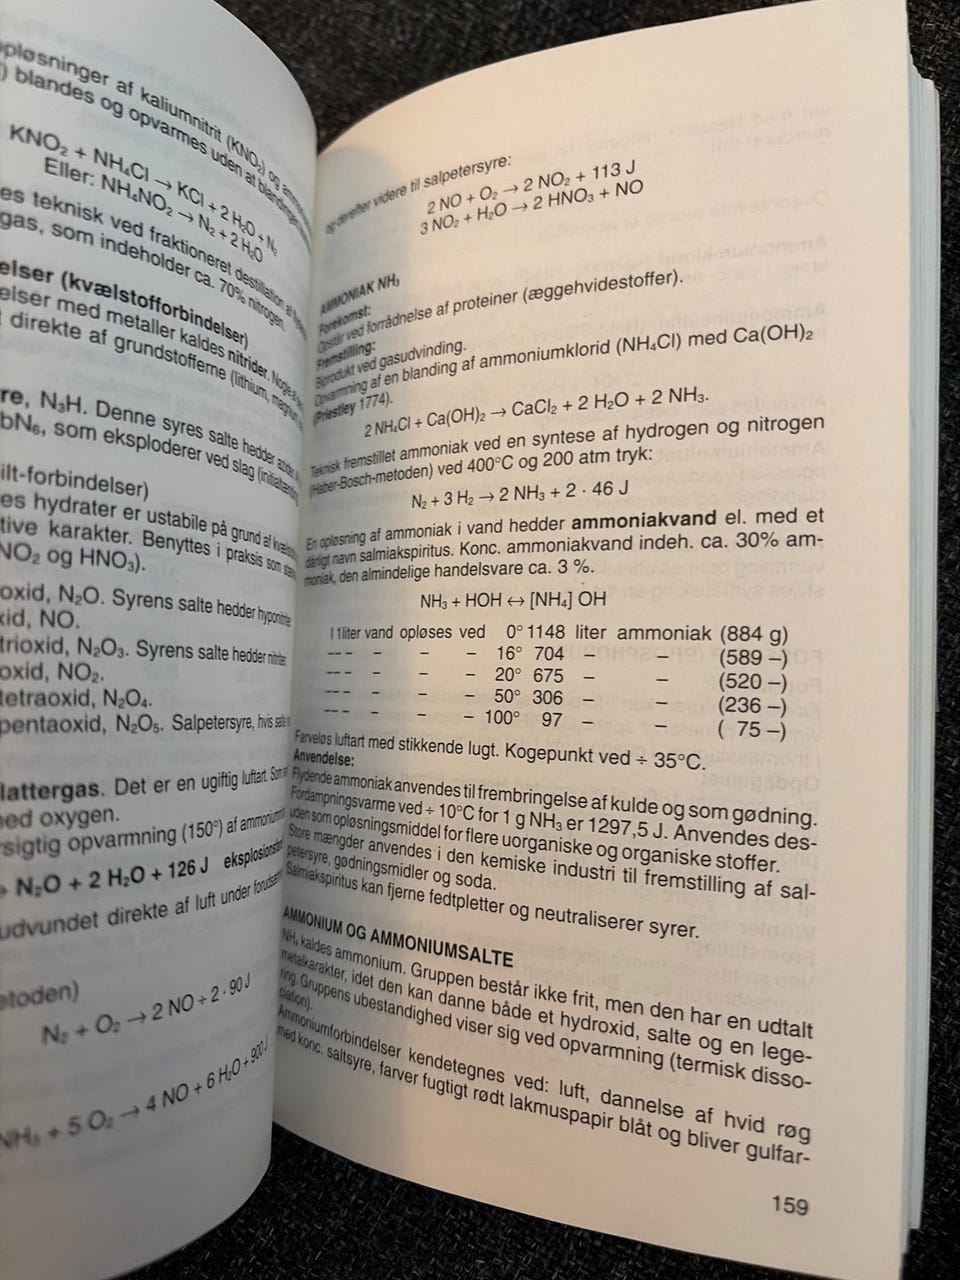 opløsninger af kaliumnitrit (KNO₂) og
) blandes og opvarmes uden at blandingen
KNO₂ + NH₄Cl → KCl + 2 H₂O + N₂
Eller: NH₄NO₂ → N₂ + 2 H₂O
es teknisk ved fraktioneret destillation af
gas, som indeholder ca. 70% nitrogen.
elser (kvælstofforbindelser)
elser med metaller kaldes nitrider. Nogle af
t direkte af grundstofferne (lithium,
re, N₃H. Denne syres salte hedder
bN₆, som eksploderer ved slag
ilt-forbindelser)
es hydrater er ustabile på grund af
tive karakter. Benyttes i praksis som
NO₂ og HNO₃).
oxid, N₂O. Syrens salte hedder hyponitriter
xid, NO.
trioxid, N₂O₃. Syrens salte hedder nitriter.
oxid, NO₂.
tetraoxid, N₂O₄.
pentaoxid, N₂O₅. Salpetersyre, hvis salte
lattergas. Det er en ugiftig luftart. Som
ed oxygen.
rsigtig opvarmning (150°) af
→ N₂O + 2 H₂O + 126 J
udvundet direkte af luft under
etoden)
N₂ + O₂ → 2 NO ÷ 2 · 90 J
NH₃ + 5 O₂ → 4 NO + 6 H₂O + 900 J
og derefter videre til salpetersyre:
2 NO + O₂ → 2 NO₂ + 113 J
3 NO₂ + H₂O → 2 HNO₃ + NO
AMMONIAK NH₃
Forekomst:
Opstår ved forrådnelse af proteiner (æggehvidestoffer).
Fremstilling:
Biprodukt ved gasudvinding.
Opvarmning af en blanding af ammoniumklorid (NH₄Cl) med Ca(OH)₂
(Priestley 1774).
2 NH₄Cl + Ca(OH)₂ → CaCl₂ + 2 H₂O + 2 NH₃.
Teknisk fremstillet ammoniak ved en syntese af hydrogen og nitrogen
(Haber-Bosch-metoden) ved 400°C og 200 atm tryk:
N₂ + 3 H₂ → 2 NH₃ + 2 · 46 J
En opløsning af ammoniak i vand hedder ammoniakvand el. med et
dårligt navn salmiakspiritus. Konc. ammoniakvand indeh. ca. 30% am-
moniak, den almindelige handelsvare ca. 3 %.
NH₃ + HOH ↔ [NH₄] OH
I 1 liter vand opløses ved 0° 1148 liter ammoniak (884 g)
--- – – – 16° 704 – – (589 –)
--- – – – 20° 675 – – (520 –)
--- – – – 50° 306 – – (236 –)
--- – – – 100° 97 – – ( 75 –)
Farveløs luftart med stikkende lugt. Kogepunkt ved ÷ 35°C.
Anvendelse:
Flydende ammoniak anvendes til frembringelse af kulde og som gødning.
Fordampningsvarme ved ÷ 10°C for 1 g NH₃ er 1297,5 J. Anvendes des-
uden som opløsningsmiddel for flere uorganiske og organiske stoffer.
Store mængder anvendes i den kemiske industri til fremstilling af sal-
petersyre, gødningsmidler og soda.
Salmiakspiritus kan fjerne fedtpletter og neutraliserer syrer.
AMMONIUM OG AMMONIUMSALTE
NH₄ kaldes ammonium. Gruppen består ikke frit, men den har en udtalt
metalkarakter, idet den kan danne både et hydroxid, salte og en lege-
ring. Gruppens ubestandighed viser sig ved opvarmning (termisk disso-
ciation).
Ammoniumforbindelser kendetegnes ved: luft, dannelse af hvid røg
med konc. saltsyre, farver fugtigt rødt lakmuspapir blåt og bliver gulfar-
159